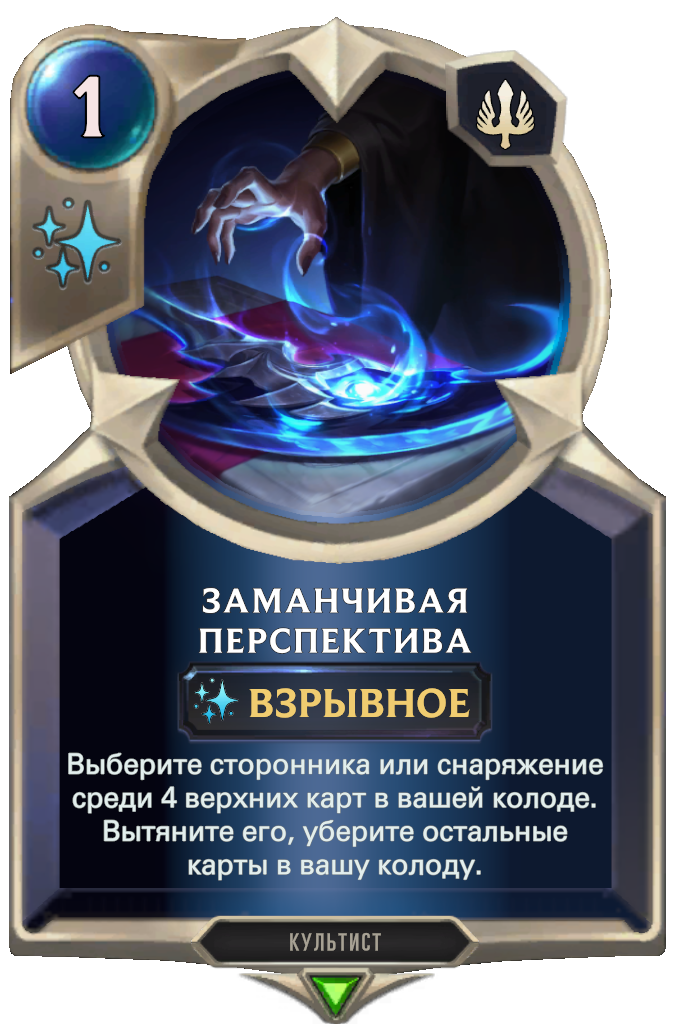 1
ЗАМАНЧИВАЯ
ПЕРСПЕКТИВА
ВЗРЫВНОЕ
Выберите сторонника или снаряжение
среди 4 верхних карт в вашей колоде.
Вытяните его, уберите остальные
карты в вашу колоду.
КУЛЬТИСТ